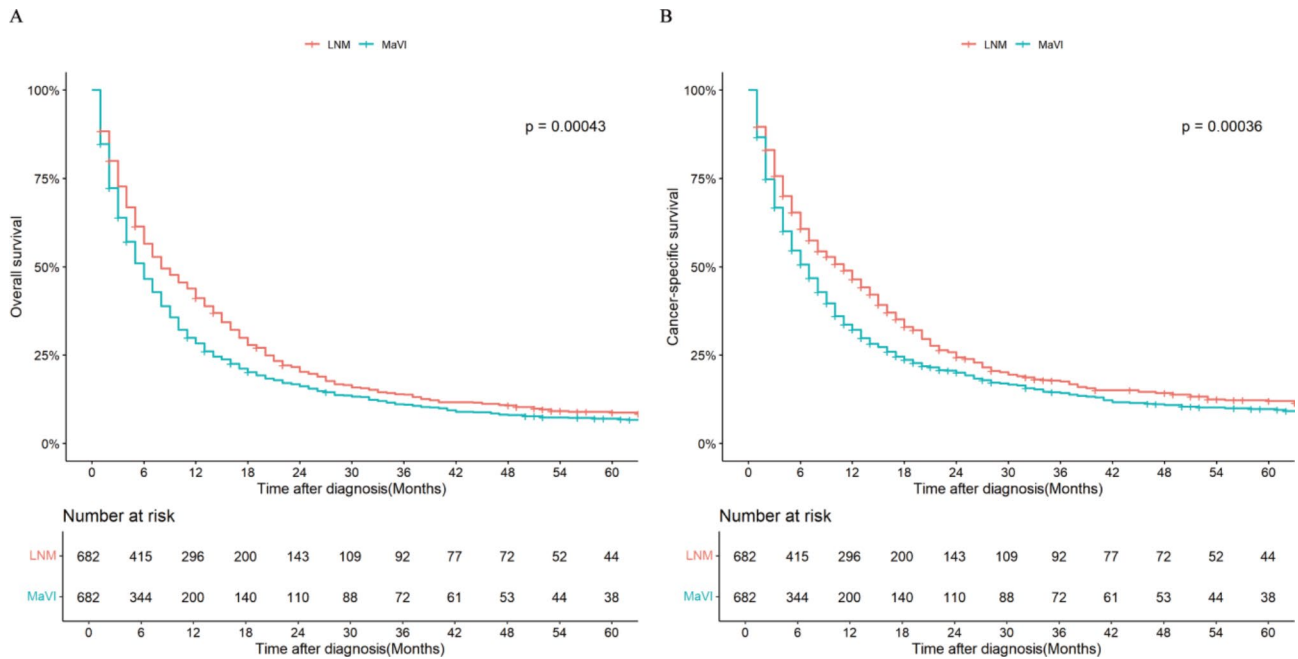 A
LNM MaVI
100%
75%
50%
25%
0%
Overall survival
p = 0.00043
0 6 12 18 24 30 36 42 48 54 60
Time after diagnosis(Months)
Number at risk
LNM 682 415 296 200 143 109 92 77 72 52 44
MaVI 682 344 200 140 110 88 72 61 53 44 38
0 6 12 18 24 30 36 42 48 54 60
Time after diagnosis(Months)
B
LNM MaVI
100%
75%
50%
25%
0%
Cancer-specific survival
p = 0.00036
0 6 12 18 24 30 36 42 48 54 60
Time after diagnosis(Months)
Number at risk
LNM 682 415 296 200 143 109 92 77 72 52 44
MaVI 682 344 200 140 110 88 72 61 53 44 38
0 6 12 18 24 30 36 42 48 54 60
Time after diagnosis(Months)